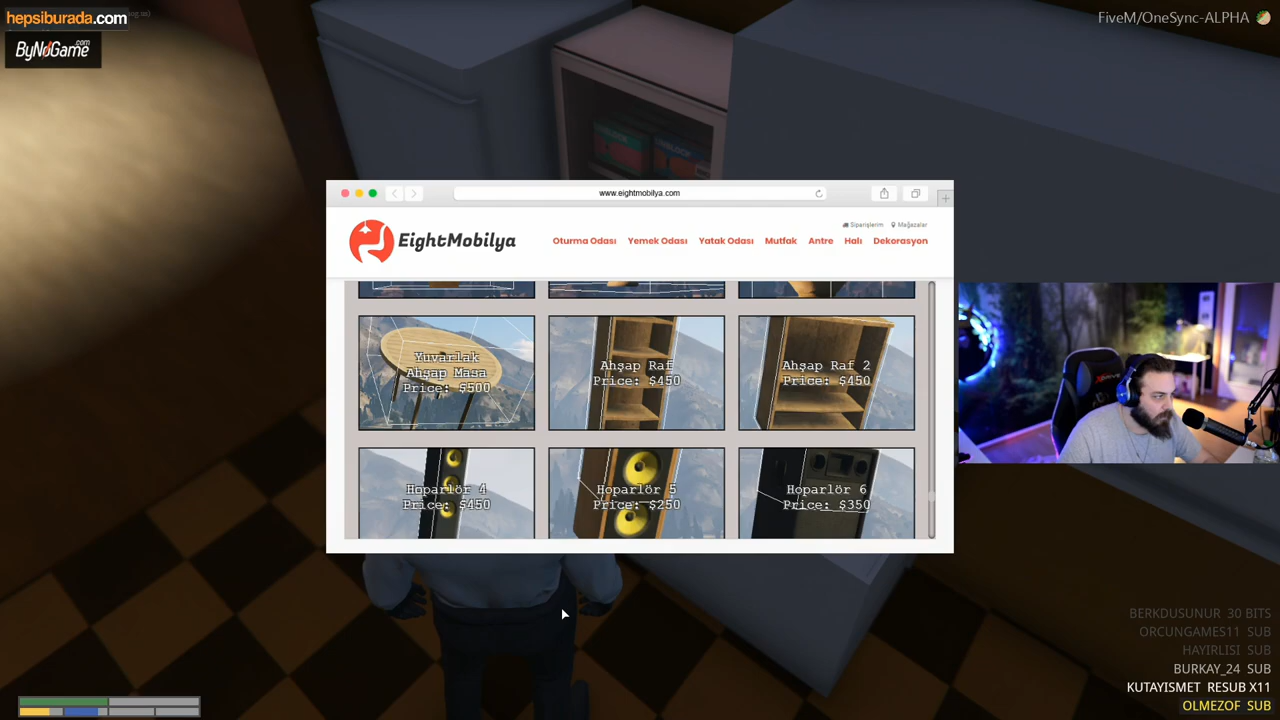 hepsiburada.com
ByNoGame.com
FiveM/OneSync-ALPHA
www.eightmobilya.com
EightMobilya
Siparişlerim
Mağazalar
Oturma Odası Yemek Odası Yatak Odası Mutfak Antre Halı Dekorasyon
Yuvarlak
Ahşap Masa
Price: $500
Ahşap Raf
Price: $450
Ahşap Raf 2
Price: $450
Hoparlör 4
Price: $450
Hoparlör 5
Price: $250
Hoparlör 6
Price: $350
BERKDUSUNUR 30 BITS
ORCUNGAMES11 SUB
HAYIRLISI SUB
BURKAY_24 SUB
KUTAYISMET RESUB X11
OLMEZOF SUB